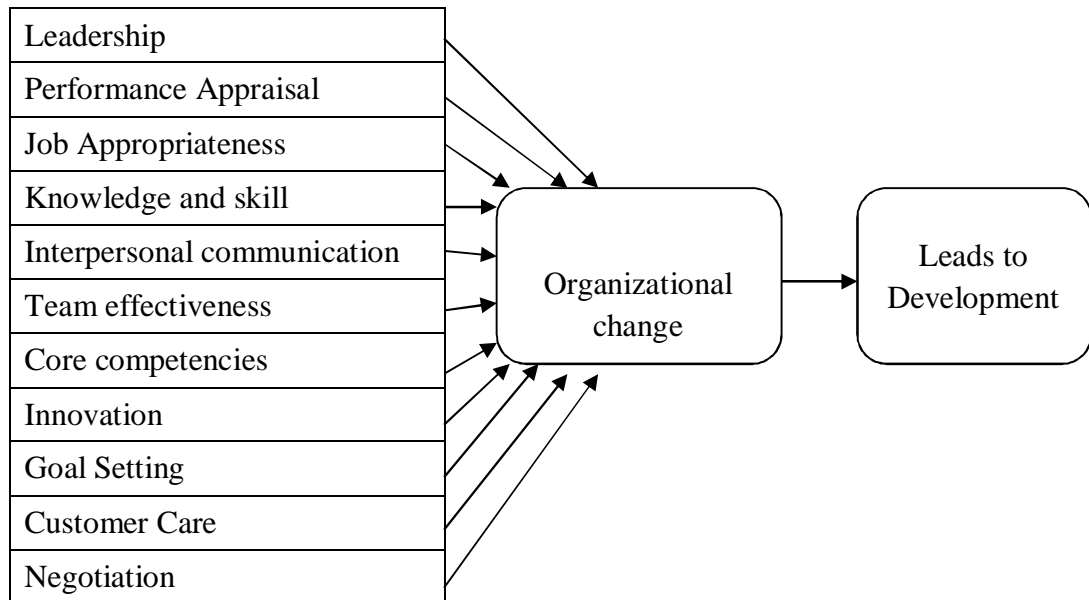 Leadership
Performance Appraisal
Job Appropriateness
Knowledge and skill
Interpersonal communication
Team effectiveness
Core competencies
Innovation
Goal Setting
Customer Care
Negotiation
Organizational
change
Leads to
Development